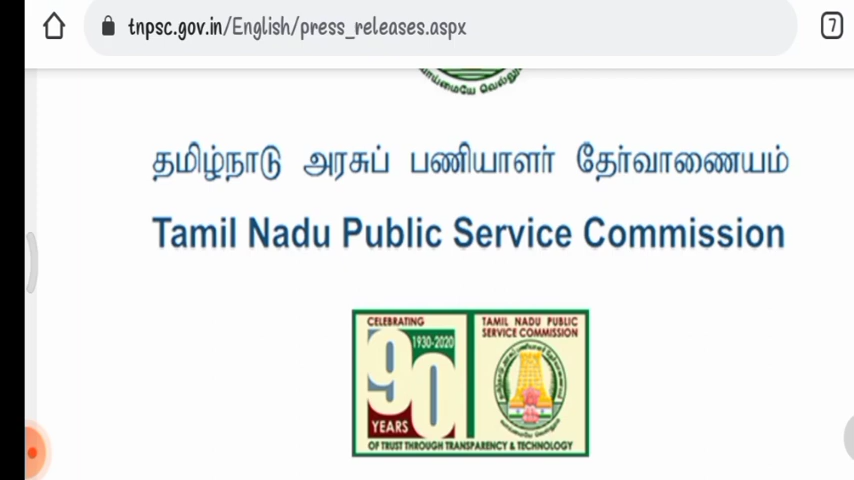 tnpsc.gov.in/English/press_releases.aspx
7
வாய்மையே வெல்லும்
தமிழ்நாடு அரசுப் பணியாளர் தேர்வாணையம்
Tamil Nadu Public Service Commission
CELEBRATING
90
1930-2020
YEARS
TAMIL NADU PUBLIC
SERVICE COMMISSION
வாய்மையே வெல்லும்
OF TRUST THROUGH TRANSPARENCY & TECHNOLOGY